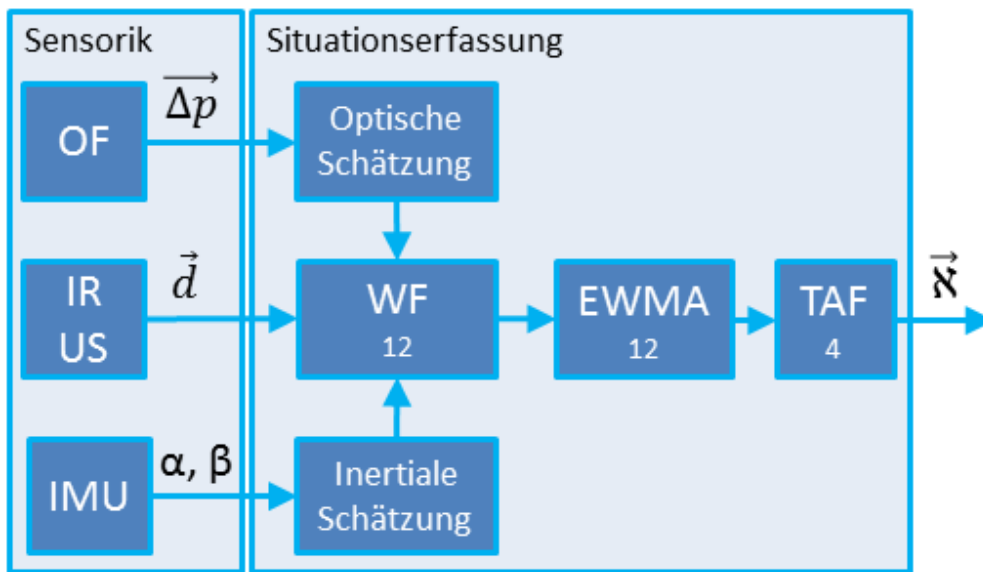 Sensorik
Situationserfassung
OF
Δp
Optische
Schätzung
IR
US
d
WF
12
EWMA
12
TAF
4
ℵ
IMU
α, β
Inertiale
Schätzung